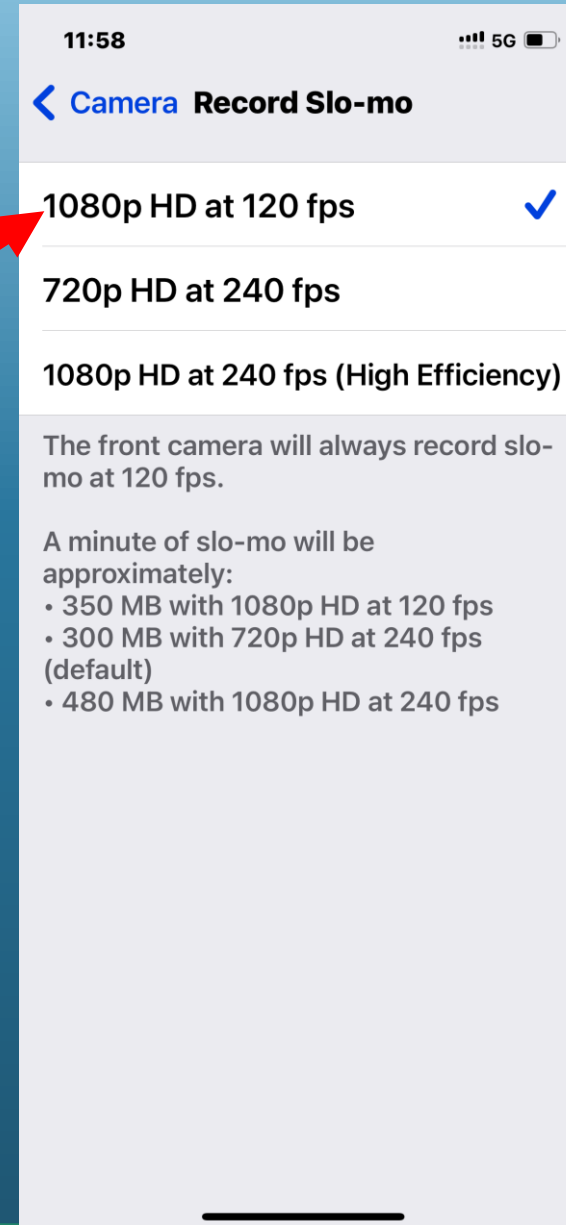 11:58
5G
Camera Record Slo-mo
1080p HD at 120 fps
720p HD at 240 fps
1080p HD at 240 fps (High Efficiency)
The front camera will always record slo-
mo at 120 fps.
A minute of slo-mo will be
approximately:
• 350 MB with 1080p HD at 120 fps
• 300 MB with 720p HD at 240 fps
(default)
• 480 MB with 1080p HD at 240 fps